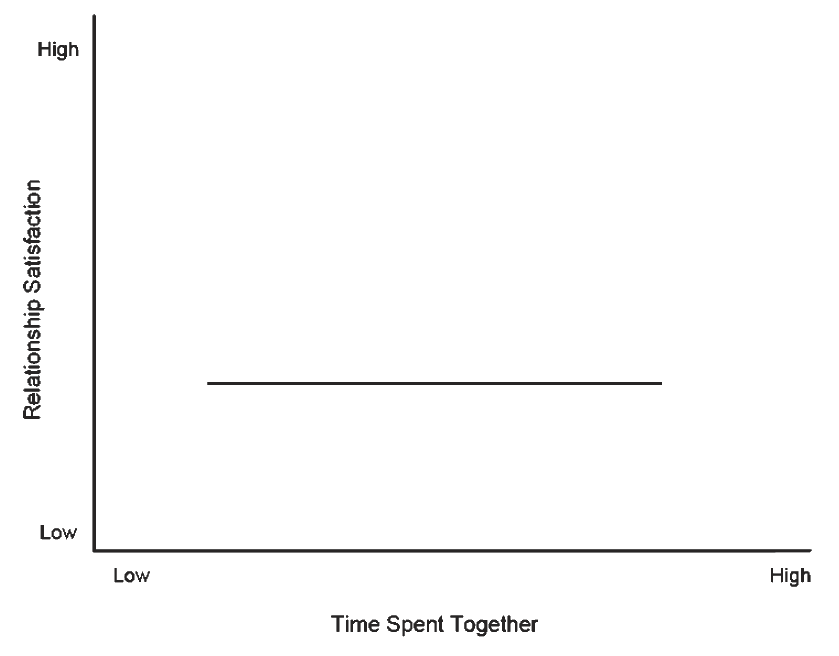 High
Relationship Satisfaction
Low
Low
High
Time Spent Together